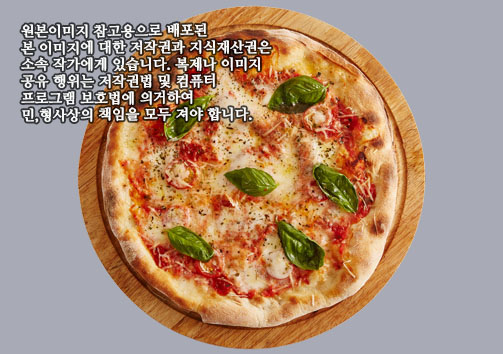 원본이미지 참고용으로 배포된
본 이미지에 대한 저작권과 지식재산권은
소속 작가에게 있습니다. 복제나 이미지
공유 행위는 저작권법 및 컴퓨터
프로그램 보호법에 의거하여
민,형사상의 책임을 모두 져야 합니다.